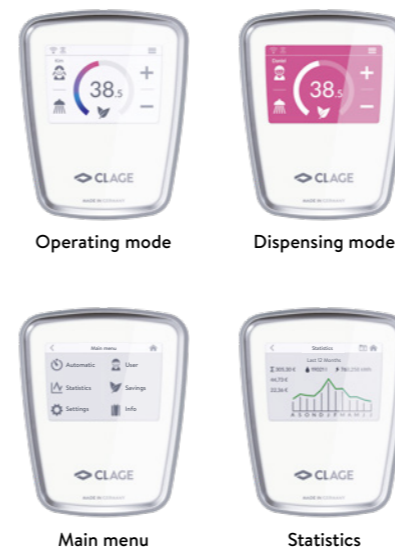 38.5
CLAGE
MADE IN GERMANY
Operating mode
Daniel
38.5
CLAGE
MADE IN GERMANY
Dispensing mode
Main menu
Automatic User
Statistics Savings
Settings Info
CLAGE
MADE IN GERMANY
Main menu
Statistics
Last 12 Months
A S O N D J F M A M J J
CLAGE
MADE IN GERMANY
Statistics